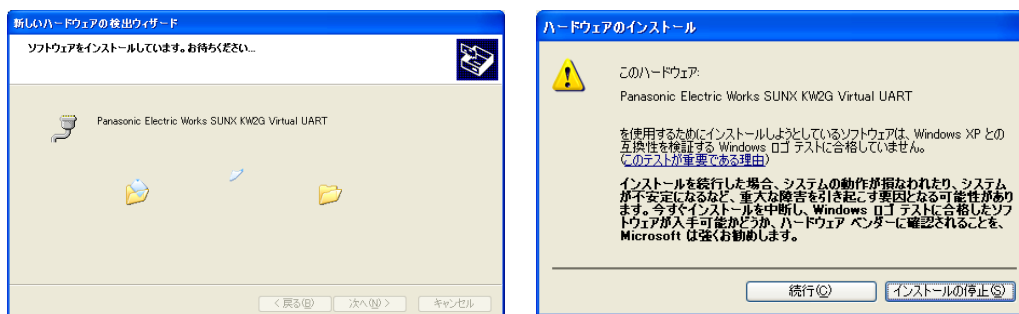 新しいハードウェアの検出ウィザード
ソフトウェアをインストールしています。お待ちください...
Panasonic Electric Works SUNX KW2G Virtual UART
< 戻る(B)
次へ(N) >
キャンセル
ハードウェアのインストール
このハードウェア:
Panasonic Electric Works SUNX KW2G Virtual UART
を使用するためにインストールしようとしているソフトウェアは、Windows XP との
互換性を検証する Windows ロゴ テストに合格していません。
(このテストが重要である理由)
インストールを続行した場合、システムの動作が損なわれたり、システム
が不安定になるなど、重大な障害を引き起こす要因となる可能性があり
ます。今すぐインストールを中断し、Windows ロゴ テストに合格したソフ
トウェアが入手可能かどうか、ハードウェア ベンダーに確認されることを、
Microsoft は強くお勧めします。
続行(C)
インストールの停止(S)